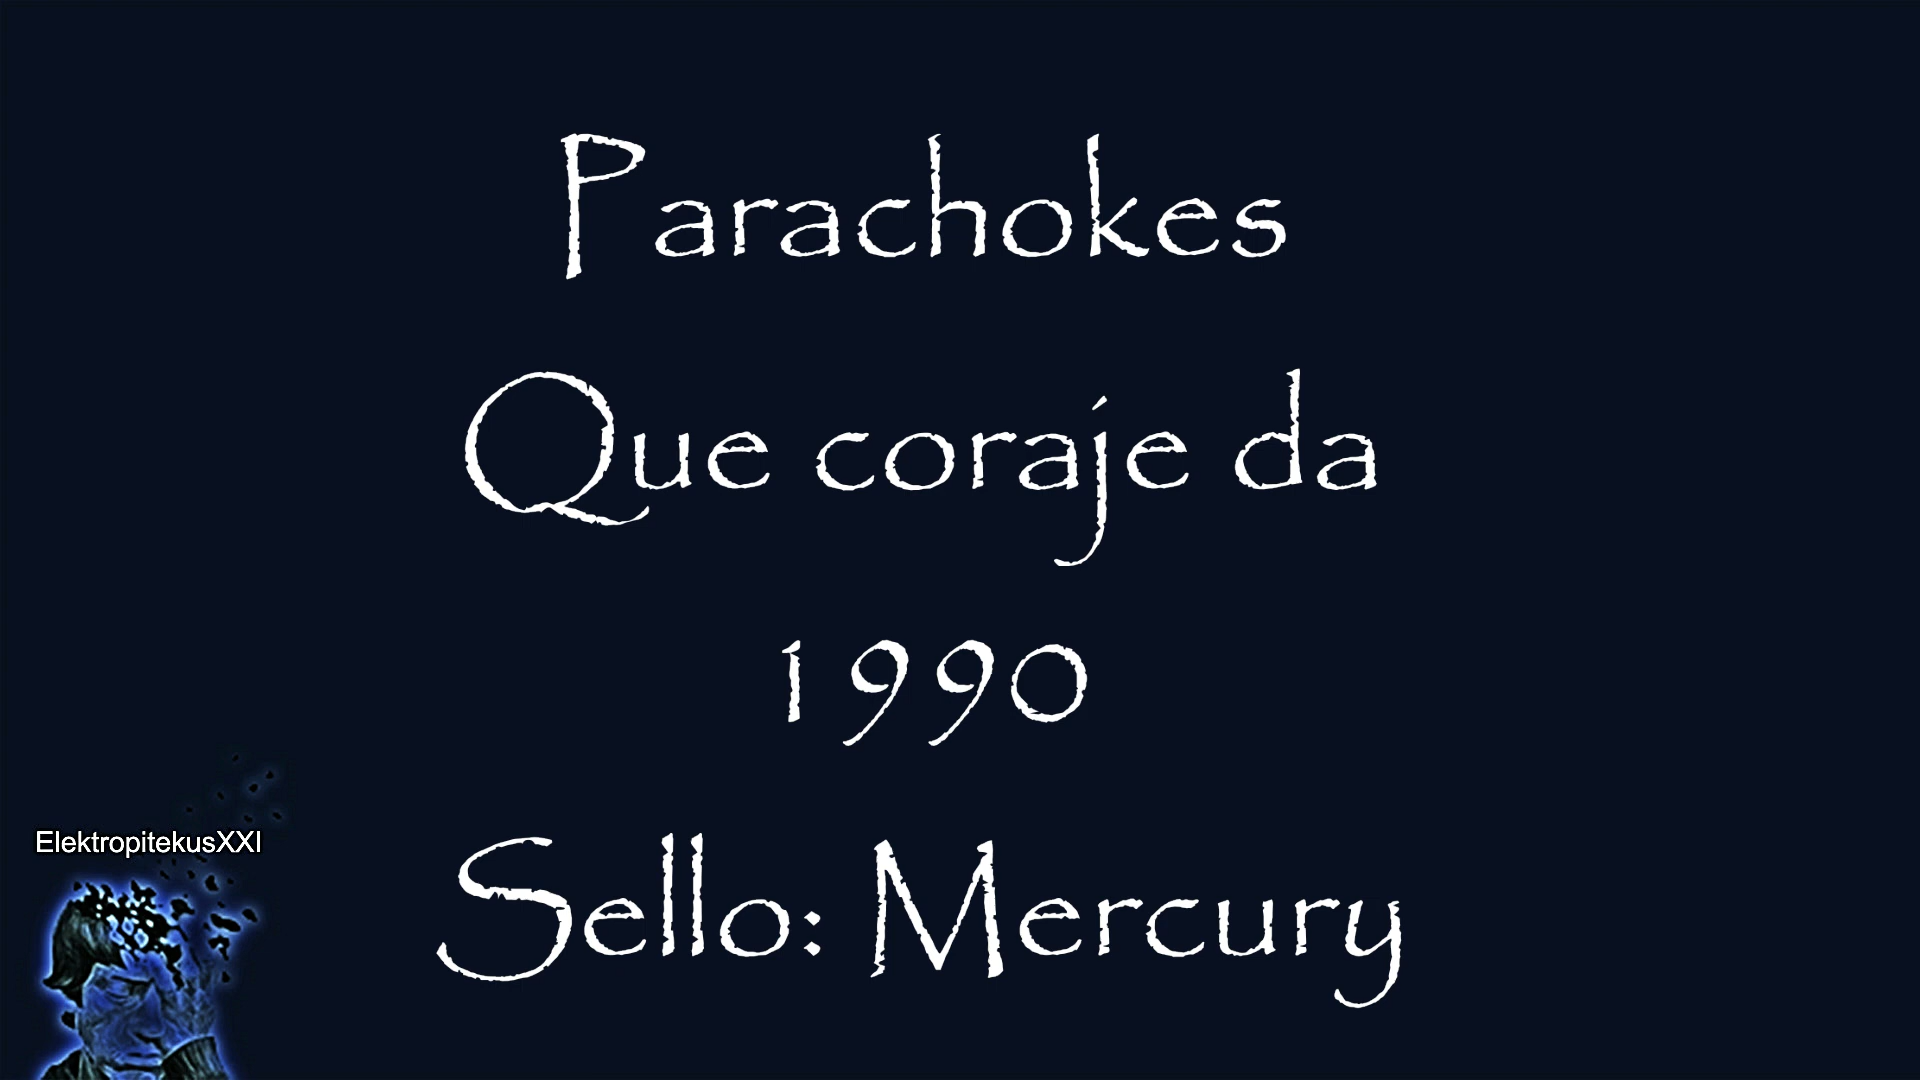 Parachokes
Que coraje da
1990
ElektropitekusXXI
Sello: Mercury